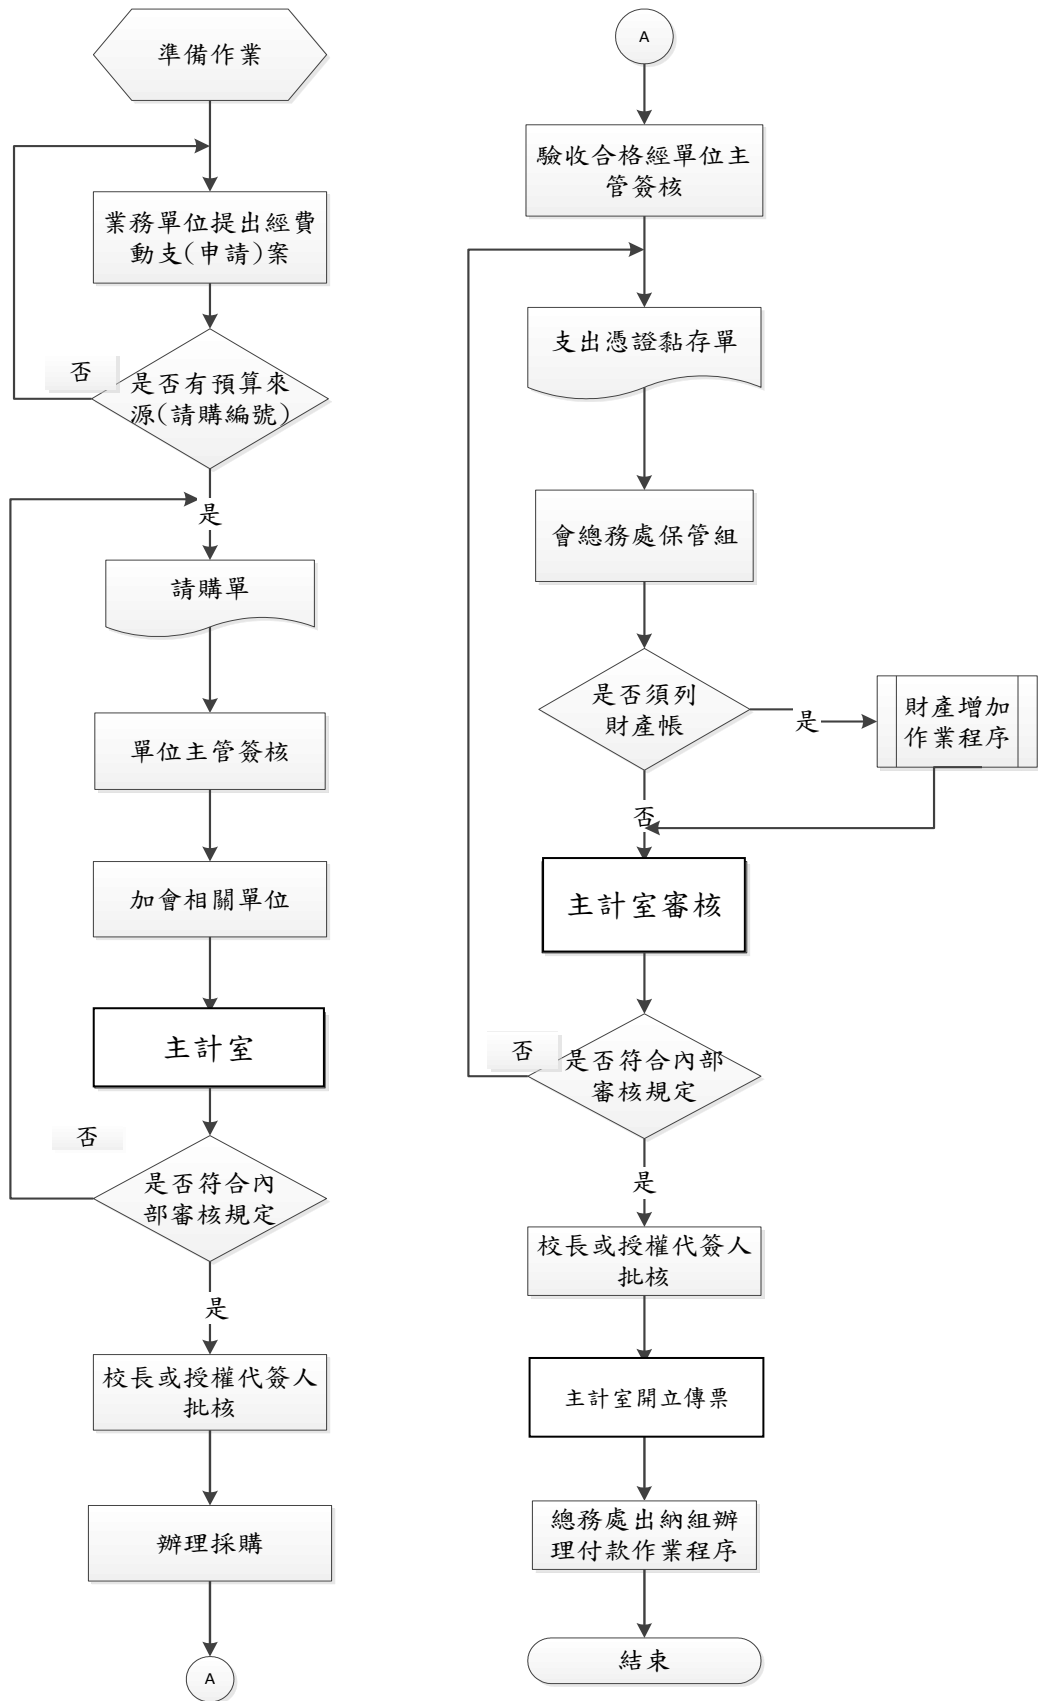 準備作業
業務單位提出經費
動支(申請)案
否
是否有預算來
源(請購編號)
是
請購單
單位主管簽核
加會相關單位
主計室
否
是否符合內
部審核規定
是
校長或授權代簽人
批核
辦理採購
A
A
驗收合格經單位主
管簽核
支出憑證黏存單
會總務處保管組
是否須列
財產帳
是
財產增加
作業程序
否
主計室審核
否
是否符合內部
審核規定
是
校長或授權代簽人
批核
主計室開立傳票
總務處出納組辦
理付款作業程序
結束